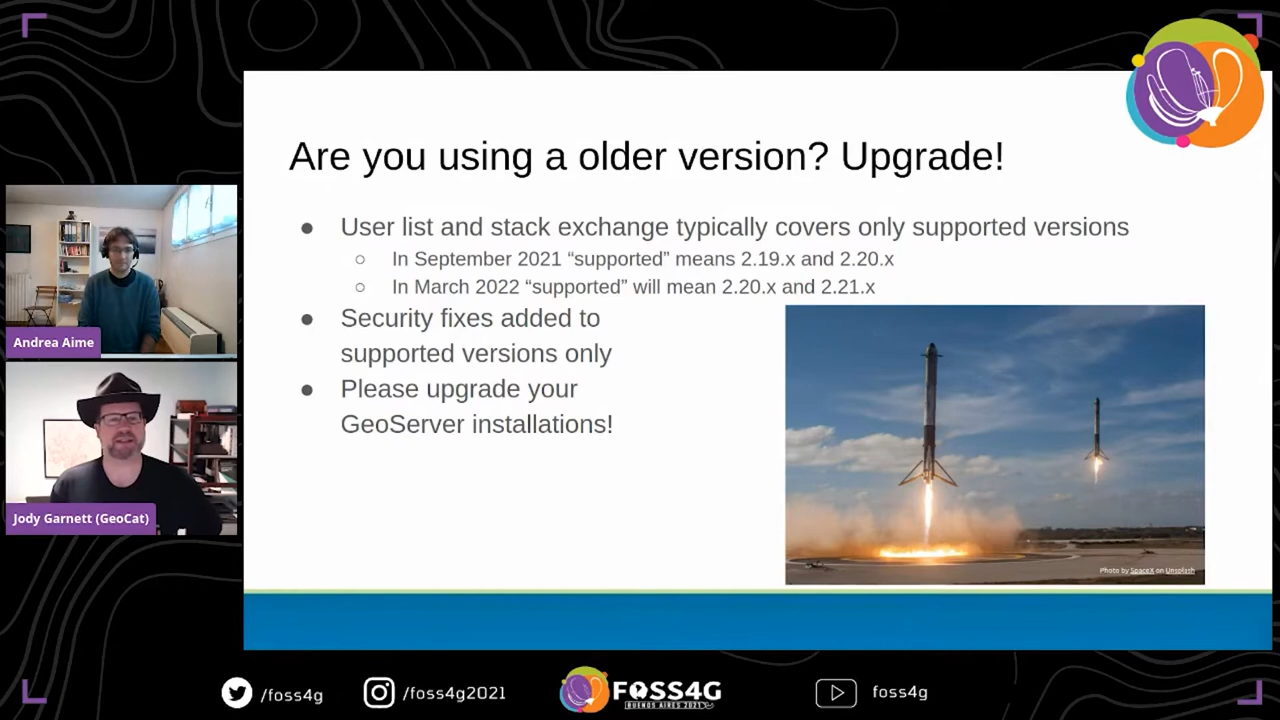 Are you using a older version? Upgrade!
● User list and stack exchange typically covers only supported versions
○ In September 2021 “supported” means 2.19.x and 2.20.x
○ In March 2022 “supported” will mean 2.20.x and 2.21.x
● Security fixes added to
supported versions only
● Please upgrade your
GeoServer installations!
Photo by SpaceX on Unsplash
Andrea Aime
Jody Garnett (GeoCat)
/foss4g
/foss4g2021
FOSS4G
BUENOS AIRES 2021
foss4g